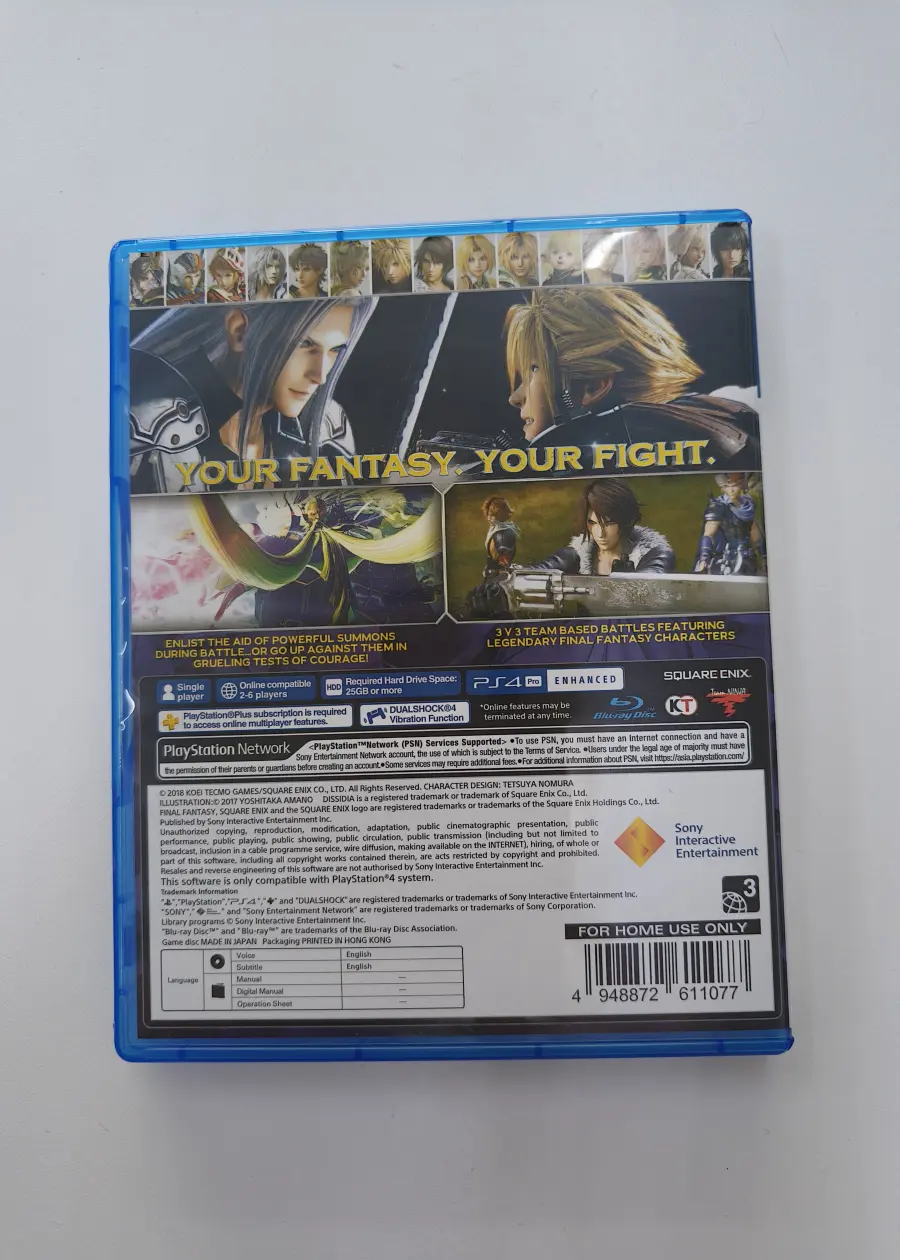 YOUR FANTASY. YOUR FIGHT.
ENLIST THE AID OF POWERFUL SUMMONS
DURING BATTLE...OR GO UP AGAINST THEM IN
GRUELING TESTS OF COURAGE!
3 V 3 TEAM BASED BATTLES FEATURING
LEGENDARY FINAL FANTASY CHARACTERS
Single
player
Online compatible
2-6 players
HDD
Required Hard Drive Space:
25GB or more
PS4 Pro ENHANCED
SQUARE ENIX.
PlayStation®Plus subscription is required
to access online multiplayer features.
DUALSHOCK®4
Vibration Function
*Online features may be
terminated at any time.
Blu-ray Disc™
KT
Team NINJA
PlayStation Network
<PlayStation™Network (PSN) Services Supported> ●To use PSN, you must have an Internet connection and have a
Sony Entertainment Network account, the use of which is subject to the Terms of Service. ●Users under the legal age of majority must have
the permission of their parents or guardians before creating an account.●Some services may require additional fees.●For additional information about PSN, visit https://asia.playstation.com/
© 2018 KOEI TECMO GAMES/SQUARE ENIX CO., LTD. All Rights Reserved. CHARACTER DESIGN: TETSUYA NOMURA
ILLUSTRATION:© 2017 YOSHITAKA AMANO DISSIDIA is a registered trademark or trademark of Square Enix Co., Ltd.
FINAL FANTASY, SQUARE ENIX and the SQUARE ENIX logo are registered trademarks or trademarks of the Square Enix Holdings Co., Ltd.
Published by Sony Interactive Entertainment Inc.
Unauthorized copying, reproduction, modification, adaptation, public cinematographic presentation, public
performance, public playing, public showing, public circulation, public transmission (including but not limited to
broadcast, inclusion in a cable programme service, wire diffusion, making available on the INTERNET), hiring, of whole or
part of this software, including all copyright works contained therein, are acts restricted by copyright and prohibited.
Resales and reverse engineering of this software are not authorised by Sony Interactive Entertainment Inc.
This software is only compatible with PlayStation®4 system.
Sony
Interactive
Entertainment
Trademark Information
"PS","PlayStation","PS4"," " and "DUALSHOCK" are registered trademarks or trademarks of Sony Interactive Entertainment Inc.
"SONY"," " and "Sony Entertainment Network" are registered trademarks or trademarks of Sony Corporation.
Library programs © Sony Interactive Entertainment Inc.
"Blu-ray Disc™" and "Blu-ray™" are trademarks of the Blu-ray Disc Association.
Game disc MADE IN JAPAN Packaging PRINTED IN HONG KONG
3
FOR HOME USE ONLY
Language
Voice English
Subtitle English
Manual —
Digital Manual —
Operation Sheet —
4 948872 611077